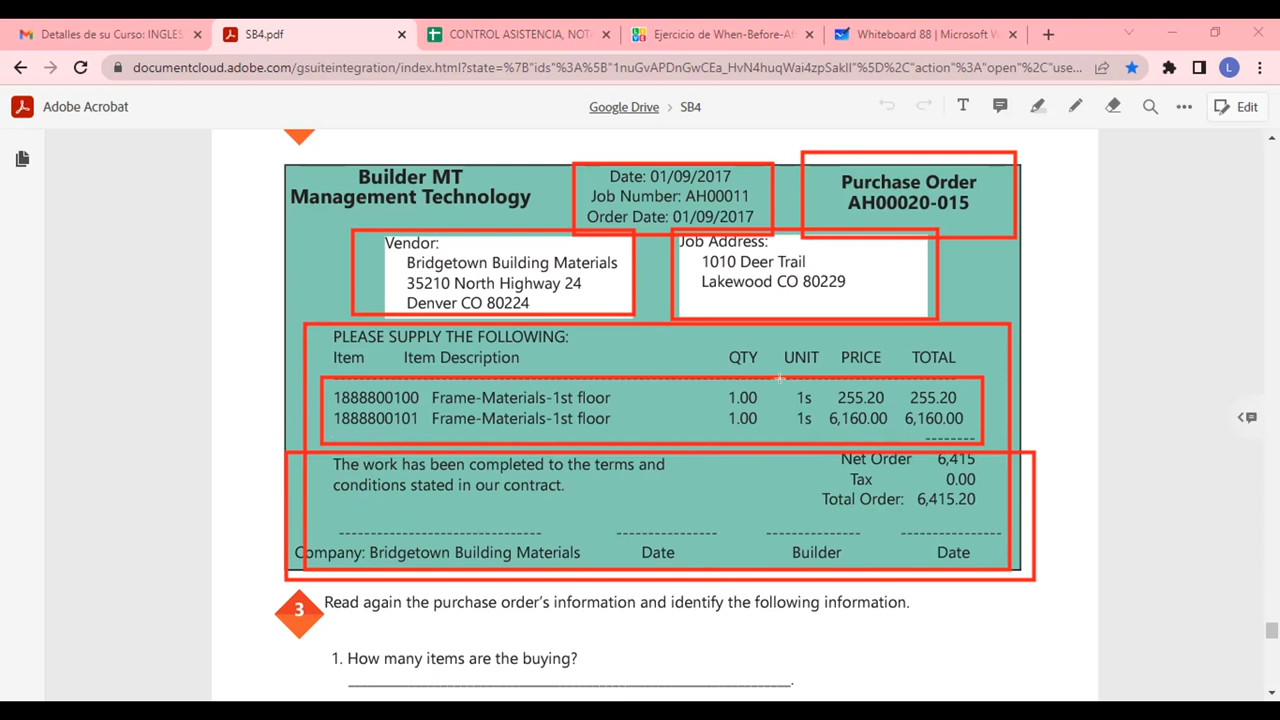 Detalles de su Curso: INGLES
SB4.pdf
CONTROL ASISTENCIA, NOT
Ejercicio de When-Before-Af
Whiteboard 88 | Microsoft W
documentcloud.adobe.com/gsuiteintegration/index.html?state=%7B"ids"%3A%5B"1nuGvAPDnGwCEa_HvN4huqWai4zpSakII"%5D%2C"action"%3A"open"%2C"use...
L
Adobe Acrobat
Google Drive > SB4
Edit
Builder MT
Management Technology
Date: 01/09/2017
Job Number: AH00011
Order Date: 01/09/2017
Purchase Order
AH00020-015
Vendor:
Bridgetown Building Materials
35210 North Highway 24
Denver CO 80224
Job Address:
1010 Deer Trail
Lakewood CO 80229
PLEASE SUPPLY THE FOLLOWING:
Item Item Description QTY UNIT PRICE TOTAL
1888800100 Frame-Materials-1st floor 1.00 1s 255.20 255.20
1888800101 Frame-Materials-1st floor 1.00 1s 6,160.00 6,160.00
The work has been completed to the terms and
conditions stated in our contract.
Net Order 6,415
Tax 0.00
Total Order: 6,415.20
Company: Bridgetown Building Materials Date Builder Date
3 Read again the purchase order's information and identify the following information.
1. How many items are the buying?